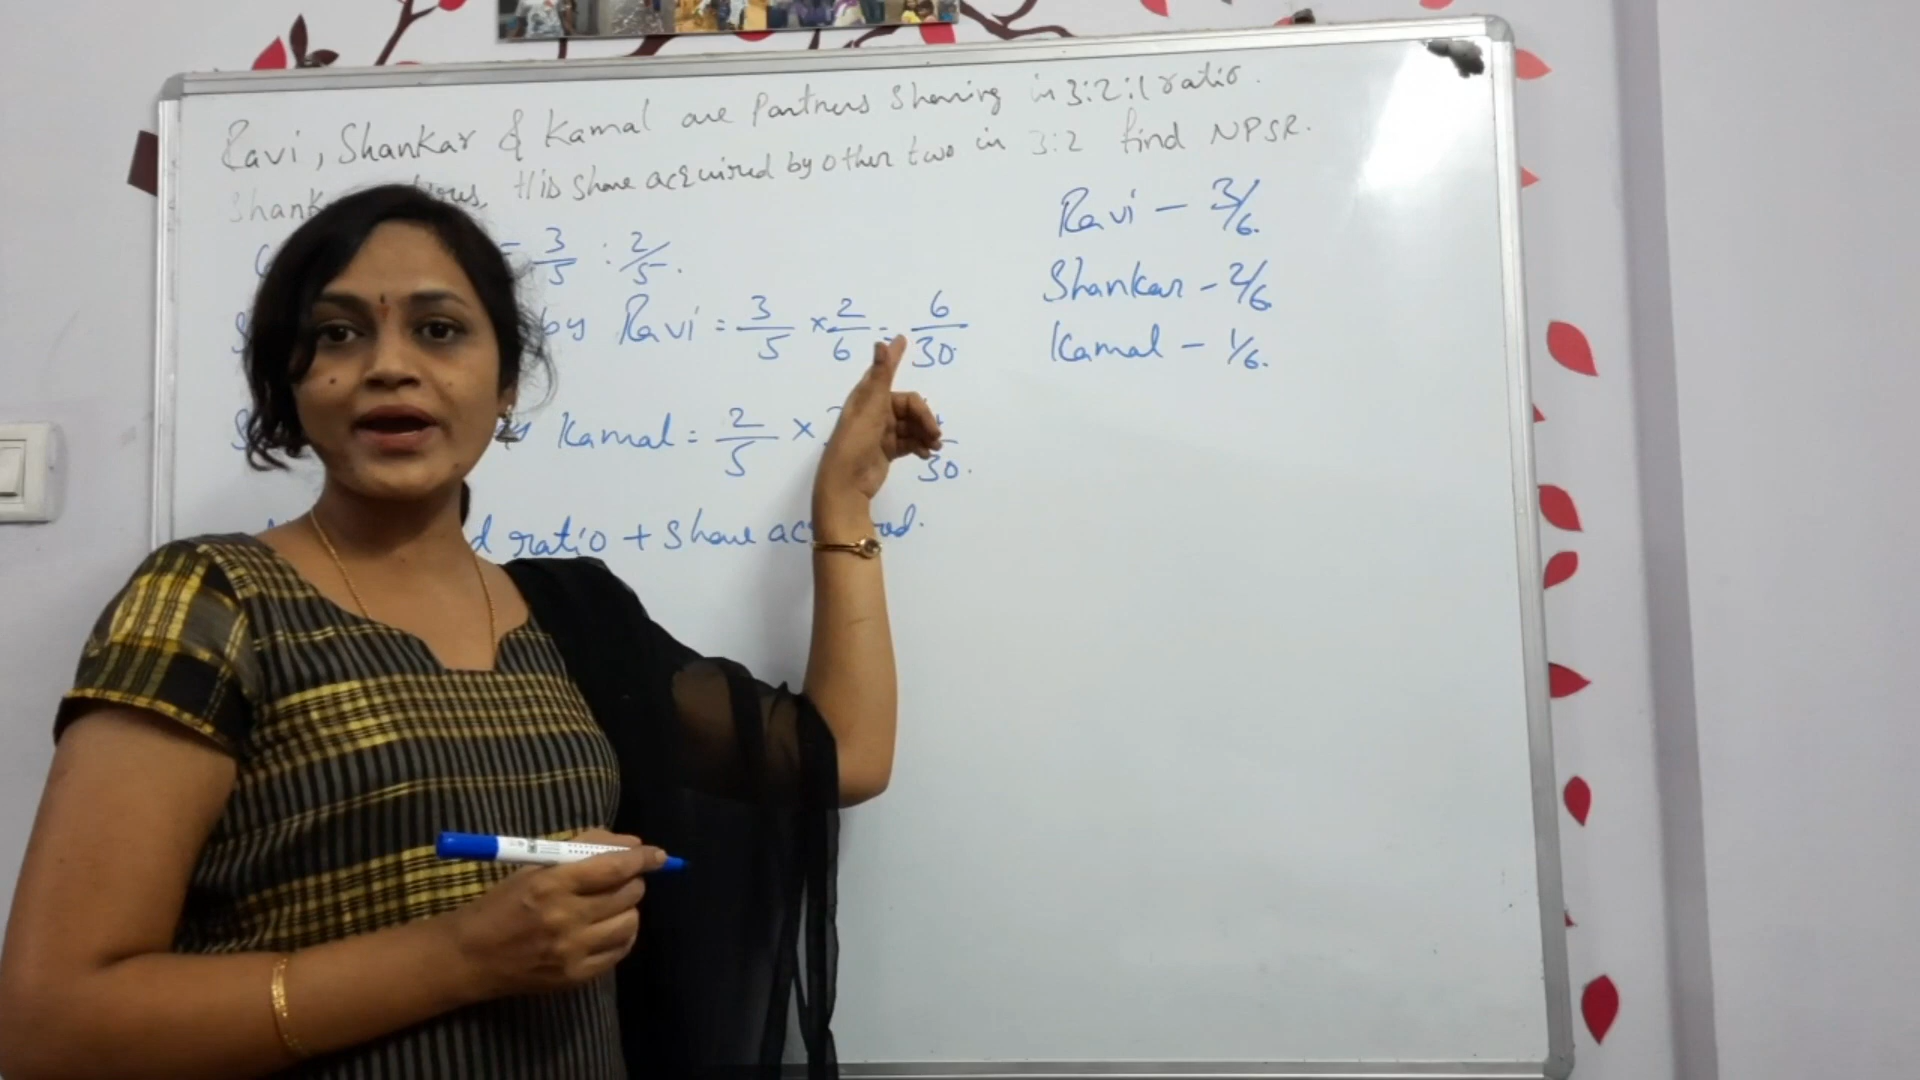 Ravi, Shankar & Kamal are Partners Sharing in 3:2:1 ratio.
His share acquired by other two in 3:2 find NPSR.
= 3/5 : 2/5.
Ravi – 3/6.
by Ravi = 3/5 × 2/6 = 6/30
Shankar – 2/6
Kamal – 1/6.
Kamal = 2/5 ×
30.
ratio + share